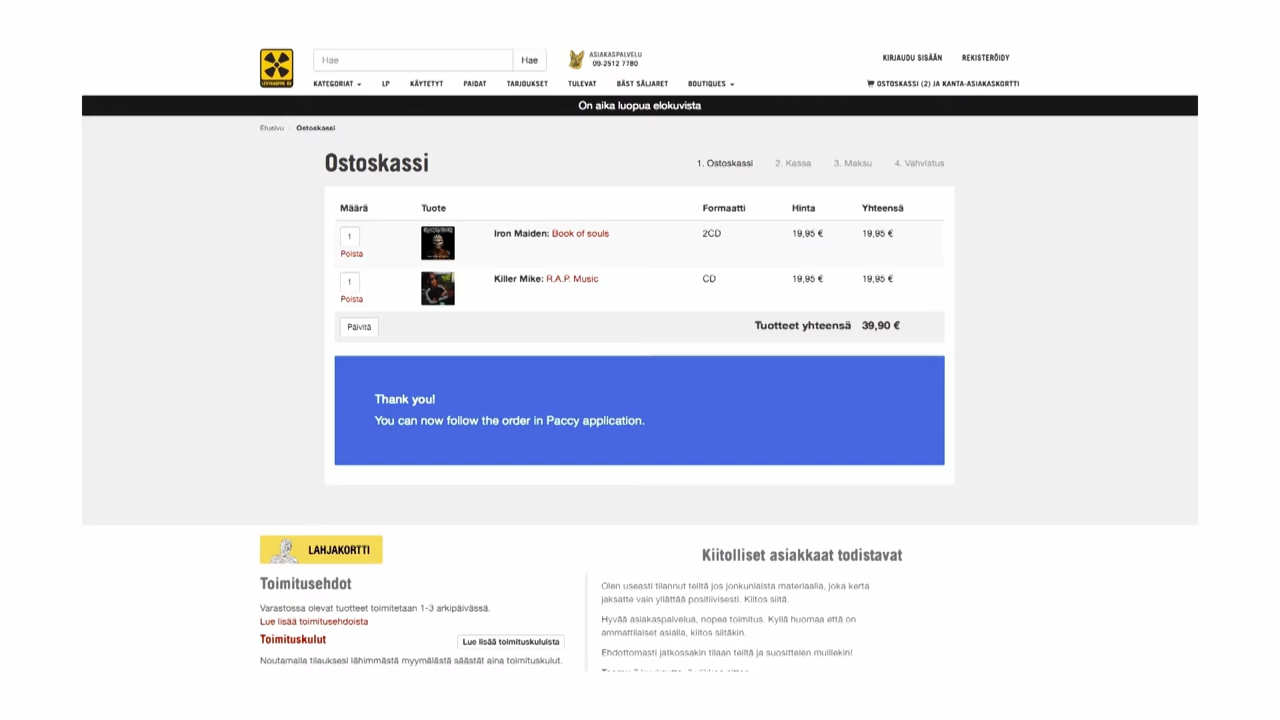 Hae
Hae
ASIAKASPALVELU
09-2512 7780
KIRJAUDU SISÄÄN
REKISTERÖIDY
KATEGORIAT
LP
KÄYTETYT
PAIDAT
TARJOUKSET
TULEVAT
BÄST SÄLJARET
BOUTIQUES
OSTOSKASSI (2) JA KANTA-ASIAKASKORTTI
On aika luopua elokuvista
Etusivu
Ostoskassi
Ostoskassi
1. Ostoskassi
2. Kassa
3. Maksu
4. Vahvistus
Määrä
Tuote
Formaatti
Hinta
Yhteensä
1
Iron Maiden: Book of souls
2CD
19,95 €
19,95 €
Poista
1
Killer Mike: R.A.P. Music
CD
19,95 €
19,95 €
Poista
Päivitä
Tuotteet yhteensä 39,90 €
Thank you!
You can now follow the order in Paccy application.
LAHJAKORTTI
Toimitusehdot
Varastossa olevat tuotteet toimitetaan 1-3 arkipäivässä.
Lue lisää toimitusehdoista
Toimituskulut
Lue lisää toimituskuluista
Noutamalla tilauksesi lähimmästä myymälästä säästät aina toimituskulut.
Kiitolliset asiakkaat todistavat
Olen useasti tilannut teiltä jos jonkunlaista materiaalia, joka kerta
jaksatte vain yllättää positiivisesti. Kiitos siitä.
Hyvää asiakaspalvelua, nopea toimitus. Kyllä huomaa että on
ammattilaiset asialla, kiitos siitäkin.
Ehdottomasti jatkossakin tilaan teiltä ja suosittelen muillekin!